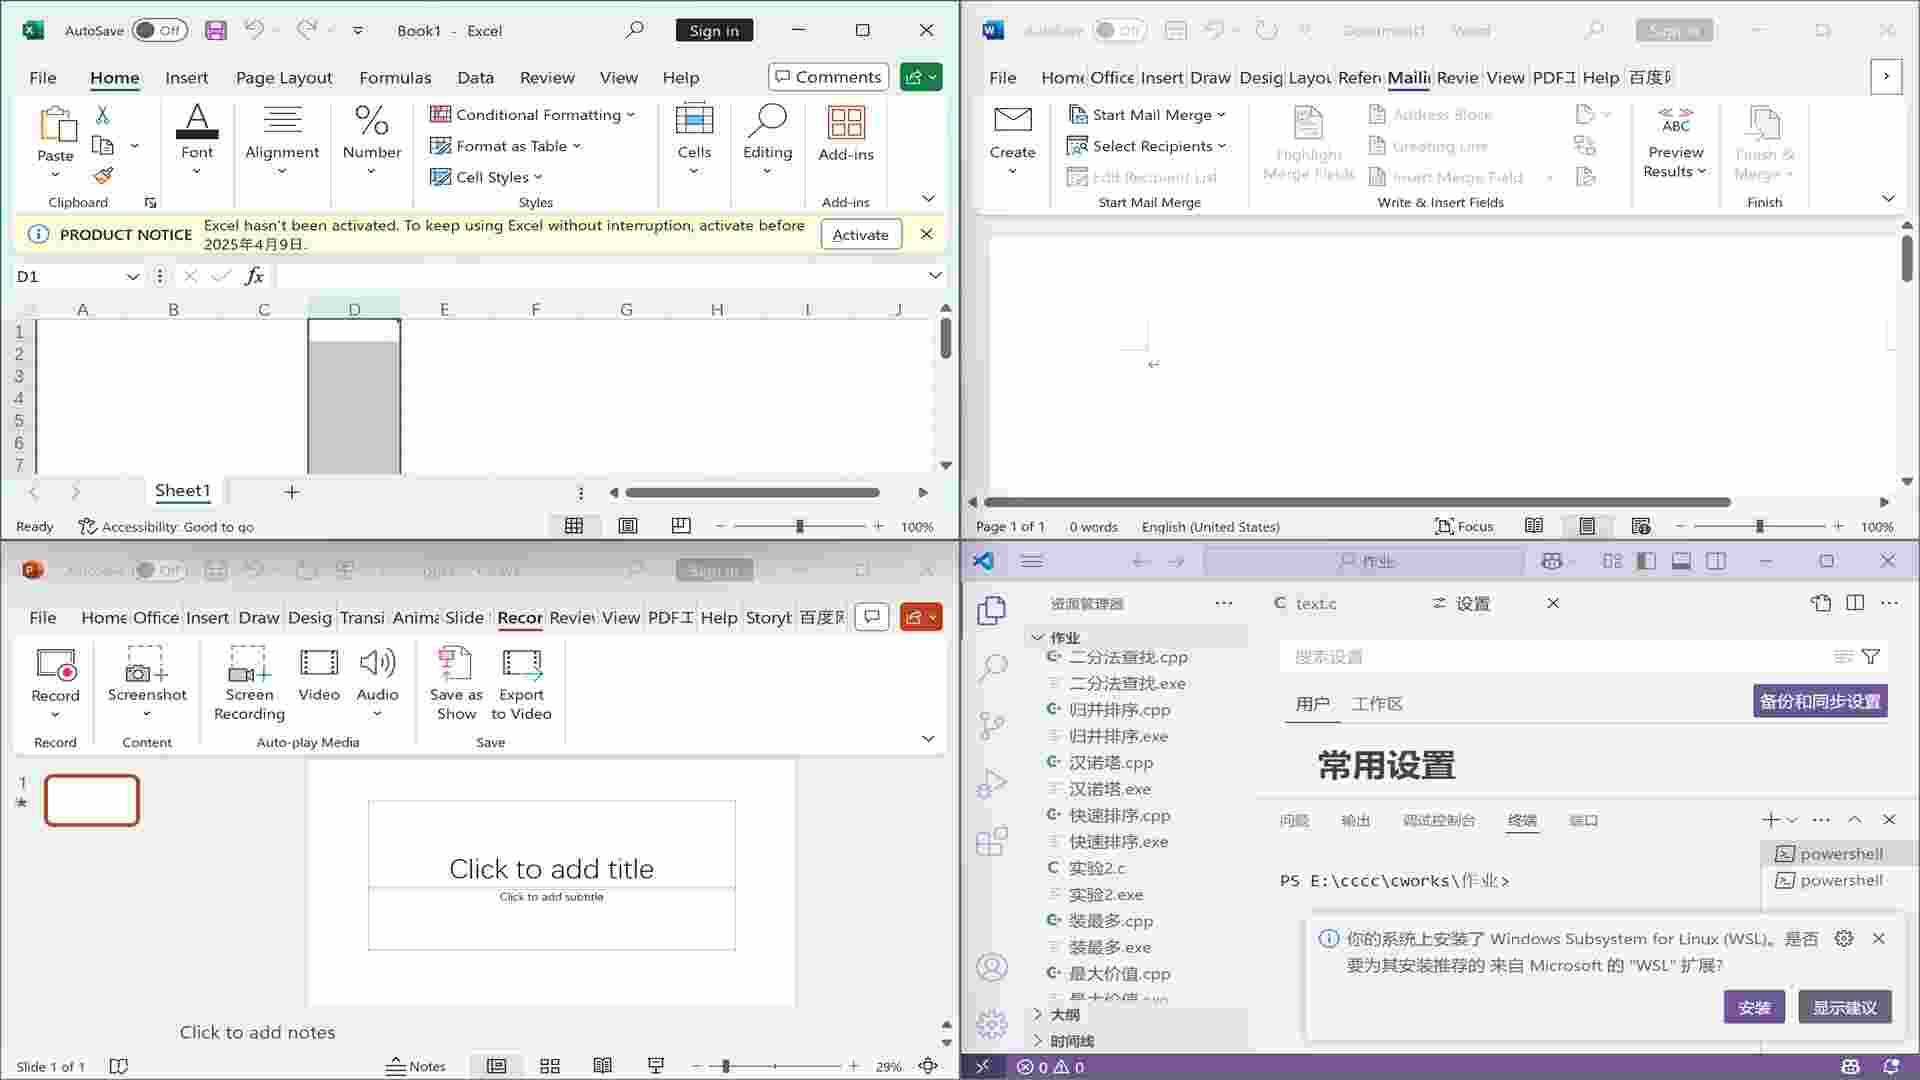 AutoSave Off Book1 - Excel Sign in
File Home Insert Page Layout Formulas Data Review View Help Comments
Paste
Clipboard
Font
Alignment
Number
Conditional Formatting
Format as Table
Cell Styles
Styles
Cells
Editing
Add-ins
Add-ins
PRODUCT NOTICE Excel hasn't been activated. To keep using Excel without interruption, activate before 2025年4月9日. Activate
D1 fx
A B C D E F G H I J
1
2
3
4
5
6
7
Sheet1
Ready Accessibility: Good to go 100%
AutoSave Off Document1 Word Sign in
File Home Office Insert Draw Desig Layou Referen Mailin Revie View PDF工 Help 百度网
Create
Start Mail Merge
Select Recipients
Edit Recipient List
Start Mail Merge
Highlight
Merge Fields
Address Block
Greeting Line
Insert Merge Field
Write & Insert Fields
ABC
Preview
Results
Finish &
Merge
Finish
Page 1 of 1 0 words English (United States) Focus 100%
AutoSave Off Sign in
File Home Office Insert Draw Desig Transi Anima Slide Recor Review View PDF工 Help Storyb 百度网
Record
Record
Screenshot
Content
Screen
Recording
Video
Audio
Auto-play Media
Save as
Show
Export
to Video
Save
1
Click to add title
Click to add subtitle
Click to add notes
Slide 1 of 1 Notes 29%
作业
资源管理器
作业
二分法查找.cpp
二分法查找.exe
归并排序.cpp
归并排序.exe
汉诺塔.cpp
汉诺塔.exe
快速排序.cpp
快速排序.exe
实验2.c
实验2.exe
装最多.cpp
装最多.exe
最大价值.cpp
最大价值.exe
大纲
时间线
text.c 设置
搜索设置
用户 工作区 备份和同步设置
常用设置
问题 输出 调试控制台 终端 端口
PS E:\cccc\cworks\作业>
powershell
powershell
你的系统上安装了 Windows Subsystem for Linux (WSL)。是否
要为其安装推荐的 来自 Microsoft 的 "WSL" 扩展?
安装 显示建议
0 0